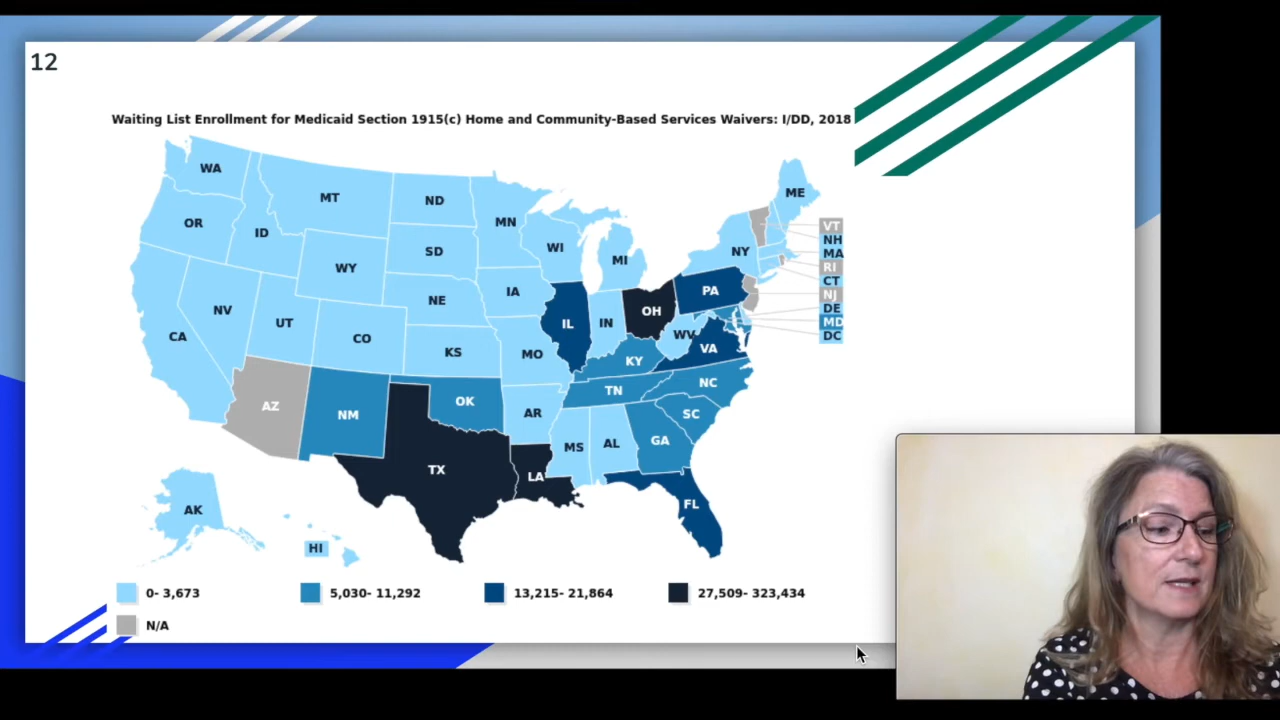 12
Waiting List Enrollment for Medicaid Section 1915(c) Home and Community-Based Services Waivers: I/DD, 2018
WA
MT
ND
MN
ME
OR
ID
SD
WI
MI
NY
VT
NH
MA
RI
CT
NJ
DE
MD
DC
WY
NV
NE
IA
PA
CA
UT
CO
KS
MO
IL
IN
OH
WV
VA
KY
AZ
NM
OK
AR
TN
NC
SC
TX
LA
MS
AL
GA
FL
AK
HI
0- 3,673
5,030- 11,292
13,215- 21,864
27,509- 323,434
N/A